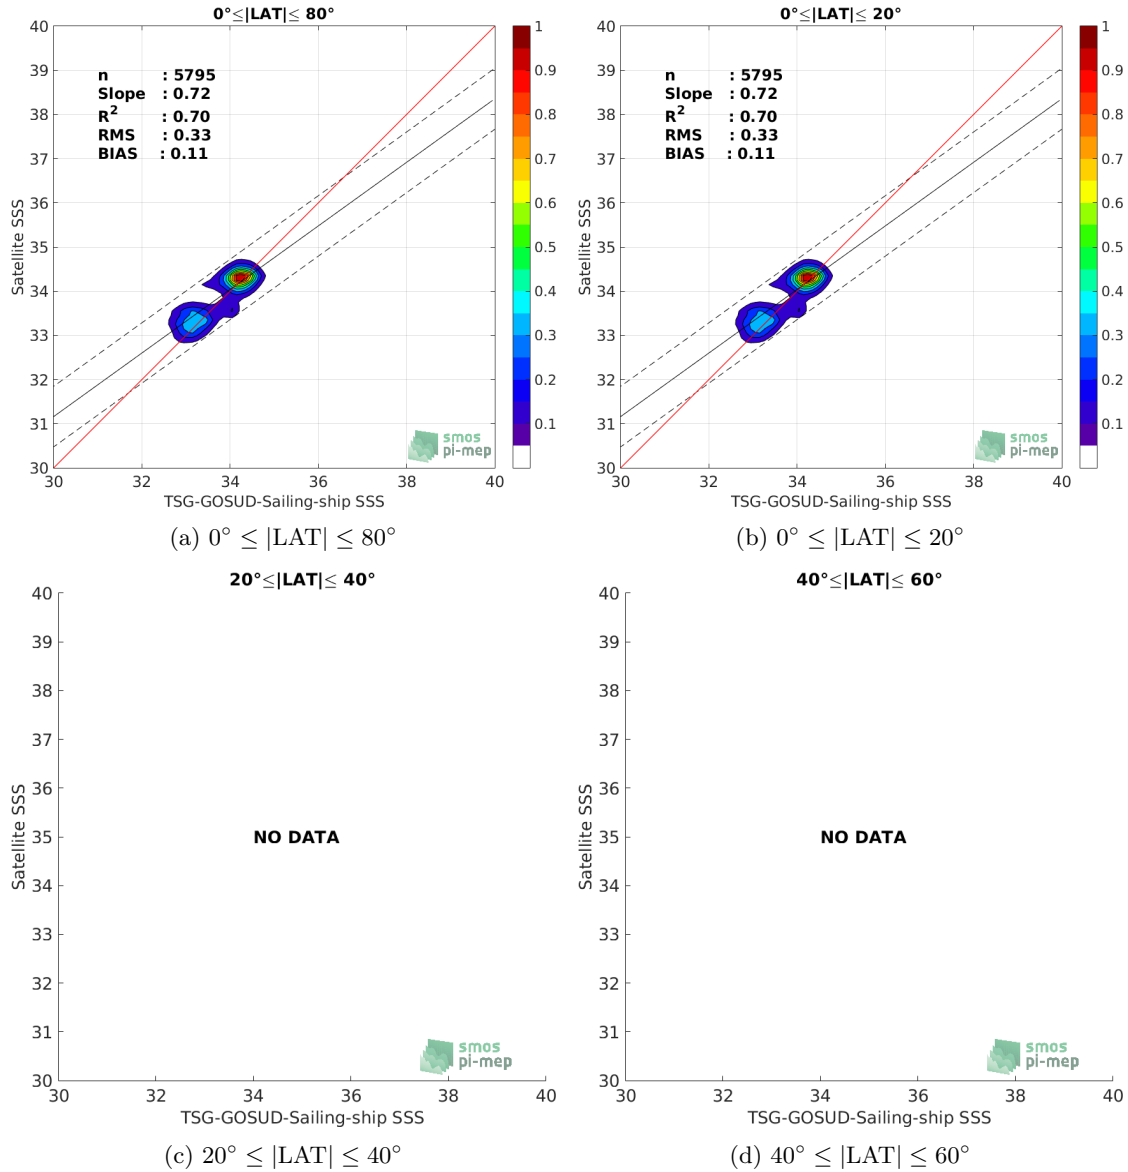 0°≤|LAT|≤ 80°
40
39
38
37
36
35
34
33
32
31
30
Satellite SSS
n : 5795
Slope : 0.72
R² : 0.70
RMS : 0.33
BIAS : 0.11
smos
pi-mep
30 32 34 36 38 40
TSG-GOSUD-Sailing-ship SSS
1
0.9
0.8
0.7
0.6
0.5
0.4
0.3
0.2
0.1
(a) 0° ≤ |LAT| ≤ 80°
0°≤|LAT|≤ 20°
40
39
38
37
36
35
34
33
32
31
30
Satellite SSS
n : 5795
Slope : 0.72
R² : 0.70
RMS : 0.33
BIAS : 0.11
smos
pi-mep
30 32 34 36 38 40
TSG-GOSUD-Sailing-ship SSS
1
0.9
0.8
0.7
0.6
0.5
0.4
0.3
0.2
0.1
(b) 0° ≤ |LAT| ≤ 20°
20°≤|LAT|≤ 40°
40
39
38
37
36
35
34
33
32
31
30
Satellite SSS
NO DATA
smos
pi-mep
30 32 34 36 38 40
TSG-GOSUD-Sailing-ship SSS
(c) 20° ≤ |LAT| ≤ 40°
40°≤|LAT|≤ 60°
40
39
38
37
36
35
34
33
32
31
30
Satellite SSS
NO DATA
smos
pi-mep
30 32 34 36 38 40
TSG-GOSUD-Sailing-ship SSS
(d) 40° ≤ |LAT| ≤ 60°